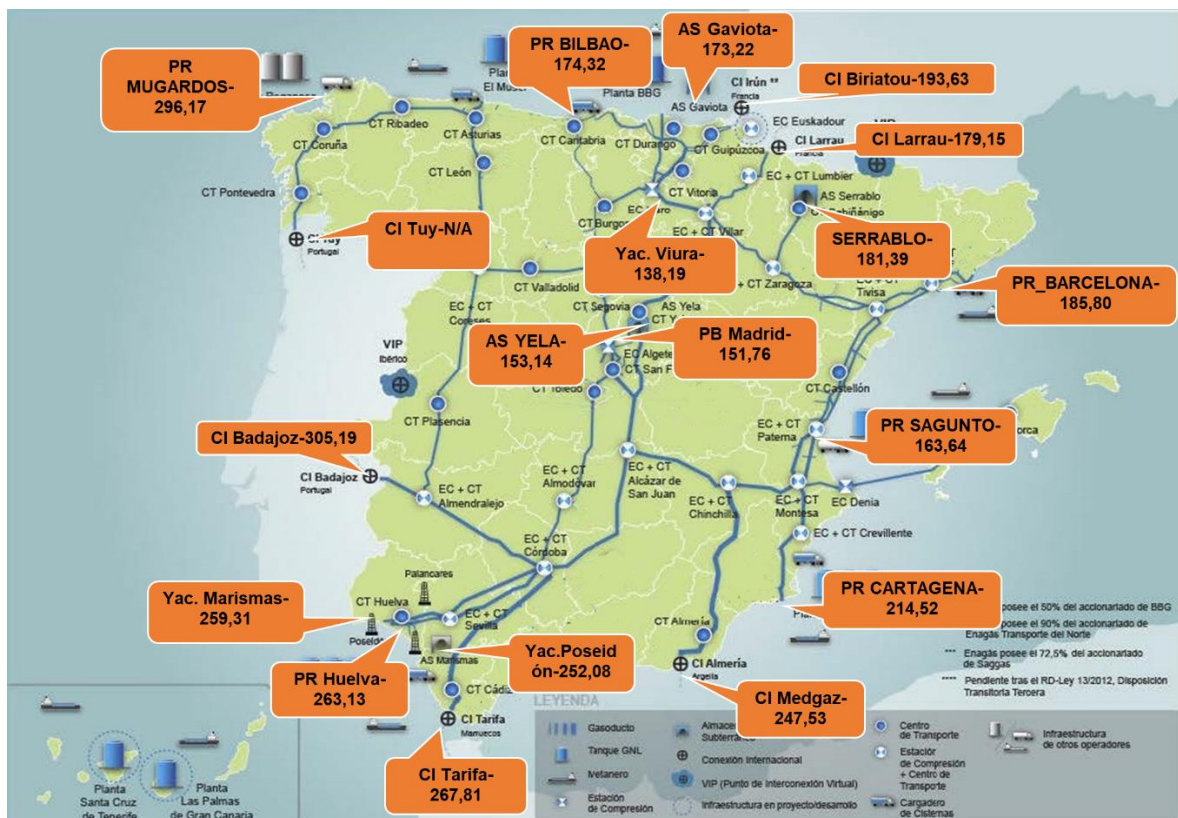 AS Gaviota-
173,22
PR BILBAO-
174,32
PR
MUGARDOS-
296,17
CI Biriatou-193,63
CI Irún **
Francia
El Musel
Planta BBG
AS Gaviota
EC Euskadour
VIP
CI Larrau-179,15
CI Larrau
CT Ribadeo
CT Asturias
CT Cantabria
CT Durango
CT Guipúzcoa
CT Coruña
CT León
EC + CT Lumbier
CT Vitoria
AS Serrablo
CT Pontevedra
EC + CT Villar
CI Tuy-N/A
CI Tuy
Portugal
Yac. Viura-
138,19
SERRABLO-
181,39
CT Valladolid
CT Segovia
CT Zaragoza
EC + CT
Tivisa
PR_BARCELONA-
185,80
EC + CT
Coreses
AS Yela
AS YELA-
153,14
PB Madrid-
151,76
VIP
Ibérico
CT Toledo
CT Castellón
CT Plasencia
EC + CT
Paterna
PR SAGUNTO-
163,64
CI Badajoz-305,19
CI Badajoz
Portugal
EC + CT
Almendralejo
EC + CT
Almodóvar
EC + CT
Alcázar de
San Juan
EC + CT
Chinchilla
EC + CT
Montesa
EC Denia
EC + CT Crevillente
EC + CT
Córdoba
Palancares
Yac. Marismas-
259,31
CT Huelva
EC + CT
Sevilla
PR CARTAGENA-
214,52
posee el 50% del accionariado de BBG
posee el 90% del accionariado de
Enagás Transporte del Norte
*** Enagás posee el 72,5% del accionariado
de Saggas
**** Pendiente tras el RD-Ley 13/2012, Disposición
Transitoria Tercera
AS Marismas
Yac.Poseid
ón-252,08
CT Almería
PR Huelva-
263,13
CI Almería
Argelia
CI Medgaz-
247,53
CI Tarifa
Marruecos
CI Tarifa-
267,81
Planta
Santa Cruz
de Tenerife
Planta
Las Palmas
de Gran Canaria
LEYENDA
Gasoducto
Tanque GNL
Metanero
Estación
de Compresión
Subterráneo
Conexión Internacional
VIP (Punto de Interconexión Virtual)
Infraestructura en proyecto/desarrollo
Centro
de Transporte
Estación
de Compresión
+ Centro de
Transporte
Cargadero
de Cisternas
Infraestructura
de otros operadores